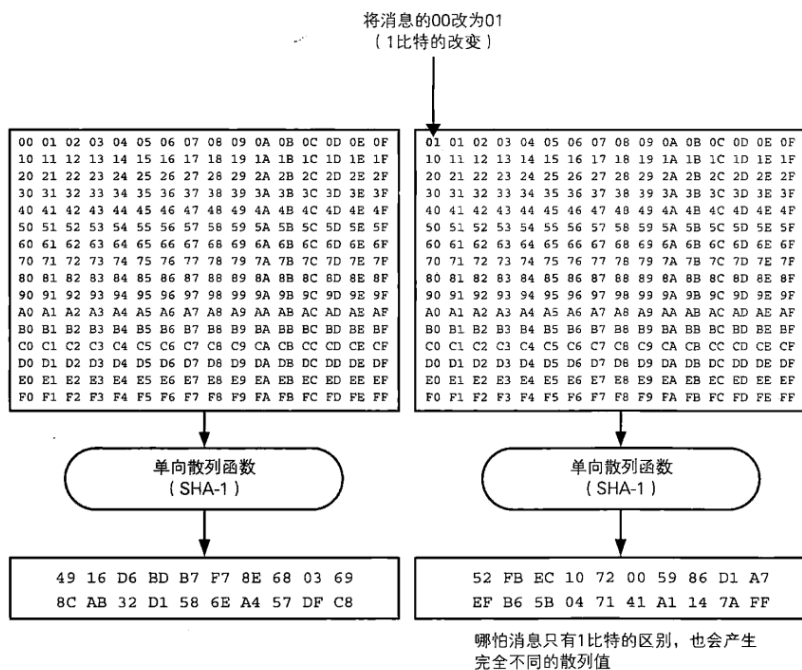 将消息的00改为01
（1比特的改变）
00 01 02 03 04 05 06 07 08 09 0A 0B 0C 0D 0E 0F
10 11 12 13 14 15 16 17 18 19 1A 1B 1C 1D 1E 1F
20 21 22 23 24 25 26 27 28 29 2A 2B 2C 2D 2E 2F
30 31 32 33 34 35 36 37 38 39 3A 3B 3C 3D 3E 3F
40 41 42 43 44 45 46 47 48 49 4A 4B 4C 4D 4E 4F
50 51 52 53 54 55 56 57 58 59 5A 5B 5C 5D 5E 5F
60 61 62 63 64 65 66 67 68 69 6A 6B 6C 6D 6E 6F
70 71 72 73 74 75 76 77 78 79 7A 7B 7C 7D 7E 7F
80 81 82 83 84 85 86 87 88 89 8A 8B 8C 8D 8E 8F
90 91 92 93 94 95 96 97 98 99 9A 9B 9C 9D 9E 9F
A0 A1 A2 A3 A4 A5 A6 A7 A8 A9 AA AB AC AD AE AF
B0 B1 B2 B3 B4 B5 B6 B7 B8 B9 BA BB BC BD BE BF
C0 C1 C2 C3 C4 C5 C6 C7 C8 C9 CA CB CC CD CE CF
D0 D1 D2 D3 D4 D5 D6 D7 D8 D9 DA DB DC DD DE DF
E0 E1 E2 E3 E4 E5 E6 E7 E8 E9 EA EB EC ED EE EF
F0 F1 F2 F3 F4 F5 F6 F7 F8 F9 FA FB FC FD FE FF
单向散列函数
（SHA-1）
49 16 D6 BD B7 F7 8E 68 03 69
8C AB 32 D1 58 6E A4 57 DF C8
01 01 02 03 04 05 06 07 08 09 0A 0B 0C 0D 0E 0F
10 11 12 13 14 15 16 17 18 19 1A 1B 1C 1D 1E 1F
20 21 22 23 24 25 26 27 28 29 2A 2B 2C 2D 2E 2F
30 31 32 33 34 35 36 37 38 39 3A 3B 3C 3D 3E 3F
40 41 42 43 44 45 46 47 48 49 4A 4B 4C 4D 4E 4F
50 51 52 53 54 55 56 57 58 59 5A 5B 5C 5D 5E 5F
60 61 62 63 64 65 66 67 68 69 6A 6B 6C 6D 6E 6F
70 71 72 73 74 75 76 77 78 79 7A 7B 7C 7D 7E 7F
80 81 82 83 84 85 86 87 88 89 8A 8B 8C 8D 8E 8F
90 91 92 93 94 95 96 97 98 99 9A 9B 9C 9D 9E 9F
A0 A1 A2 A3 A4 A5 A6 A7 A8 A9 AA AB AC AD AE AF
B0 B1 B2 B3 B4 B5 B6 B7 B8 B9 BA BB BC BD BE BF
C0 C1 C2 C3 C4 C5 C6 C7 C8 C9 CA CB CC CD CE CF
D0 D1 D2 D3 D4 D5 D6 D7 D8 D9 DA DB DC DD DE DF
E0 E1 E2 E3 E4 E5 E6 E7 E8 E9 EA EB EC ED EE EF
F0 F1 F2 F3 F4 F5 F6 F7 F8 F9 FA FB FC FD FE FF
单向散列函数
（SHA-1）
52 FB EC 10 72 00 59 86 D1 A7
EF B6 5B 04 71 41 A1 14 7A FF
哪怕消息只有1比特的区别，也会产生
完全不同的散列值